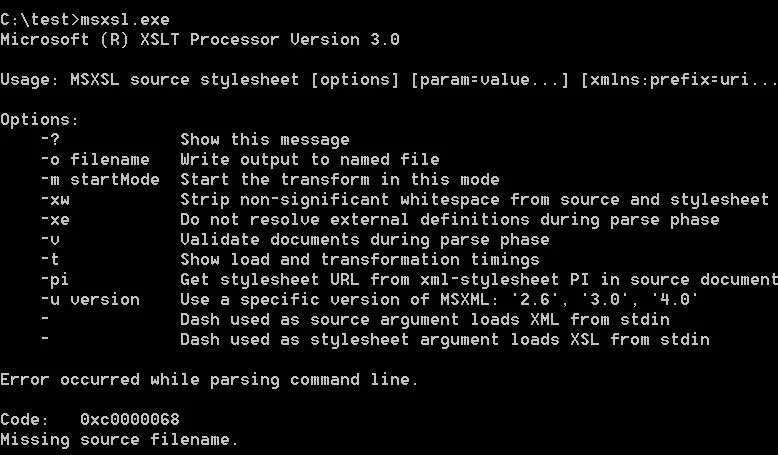 C:\test>msxsl.exe
Microsoft (R) XSLT Processor Version 3.0
Usage: MSXSL source stylesheet [options] [param=value...] [xmlns:prefix=uri...
Options:
-? Show this message
-o filename Write output to named file
-m startMode Start the transform in this mode
-xw Strip non-significant whitespace from source and stylesheet
-xe Do not resolve external definitions during parse phase
-v Validate documents during parse phase
-t Show load and transformation timings
-pi Get stylesheet URL from xml-stylesheet PI in source document
-u version Use a specific version of MSXML: '2.6', '3.0', '4.0'
- Dash used as source argument loads XML from stdin
- Dash used as stylesheet argument loads XSL from stdin
Error occurred while parsing command line.
Code: 0xc0000068
Missing source filename.